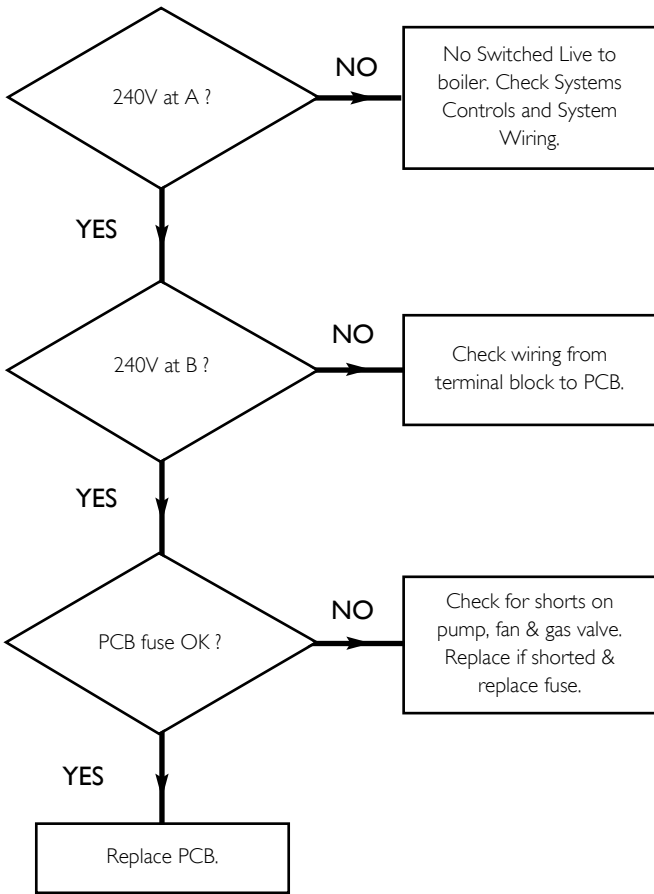 240V at A ?
NO
No Switched Live to
boiler. Check Systems
Controls and System
Wiring.
YES
240V at B ?
NO
Check wiring from
terminal block to PCB.
YES
PCB fuse OK ?
NO
Check for shorts on
pump, fan & gas valve.
Replace if shorted &
replace fuse.
YES
Replace PCB.